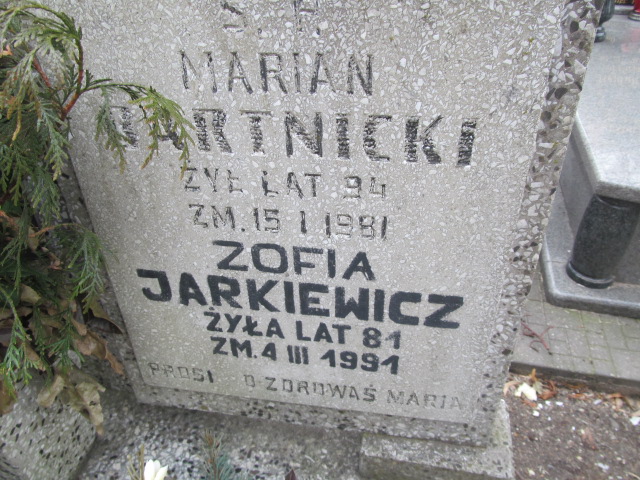 Ś. P.
MARIAN
BARTNICKI
ŻYŁ LAT 94
ZM. 15 I 1981
ZOFIA
JARKIEWICZ
ŻYŁA LAT 81
ZM. 4 III 1991
PROSI O ZDROWAŚ MARIA